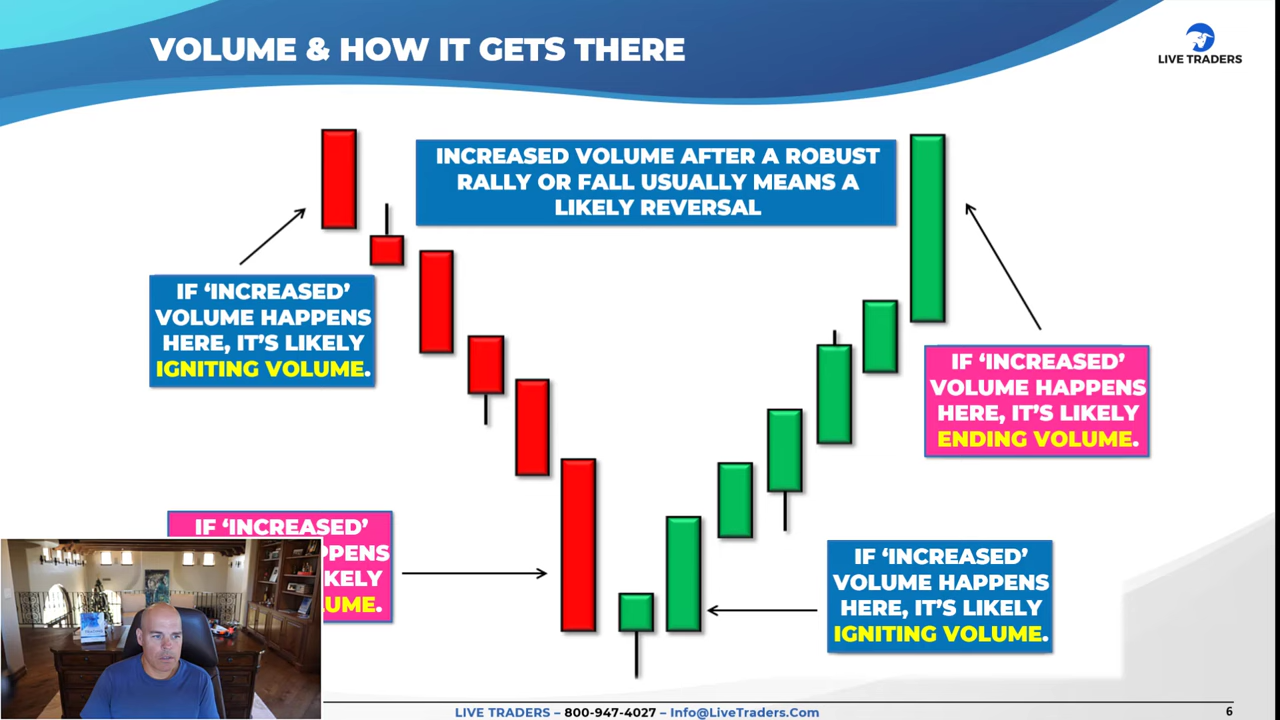 VOLUME & HOW IT GETS THERE
LIVE TRADERS
INCREASED VOLUME AFTER A ROBUST
RALLY OR FALL USUALLY MEANS A
LIKELY REVERSAL
IF ‘INCREASED’
VOLUME HAPPENS
HERE, IT’S LIKELY
IGNITING VOLUME.
IF ‘INCREASED’
VOLUME HAPPENS
HERE, IT’S LIKELY
ENDING VOLUME.
IF ‘INCREASED’
IF ‘INCREASED’
VOLUME HAPPENS
HERE, IT’S LIKELY
IGNITING VOLUME.
LIVE TRADERS – 800-947-4027 – Info@LiveTraders.Com
6